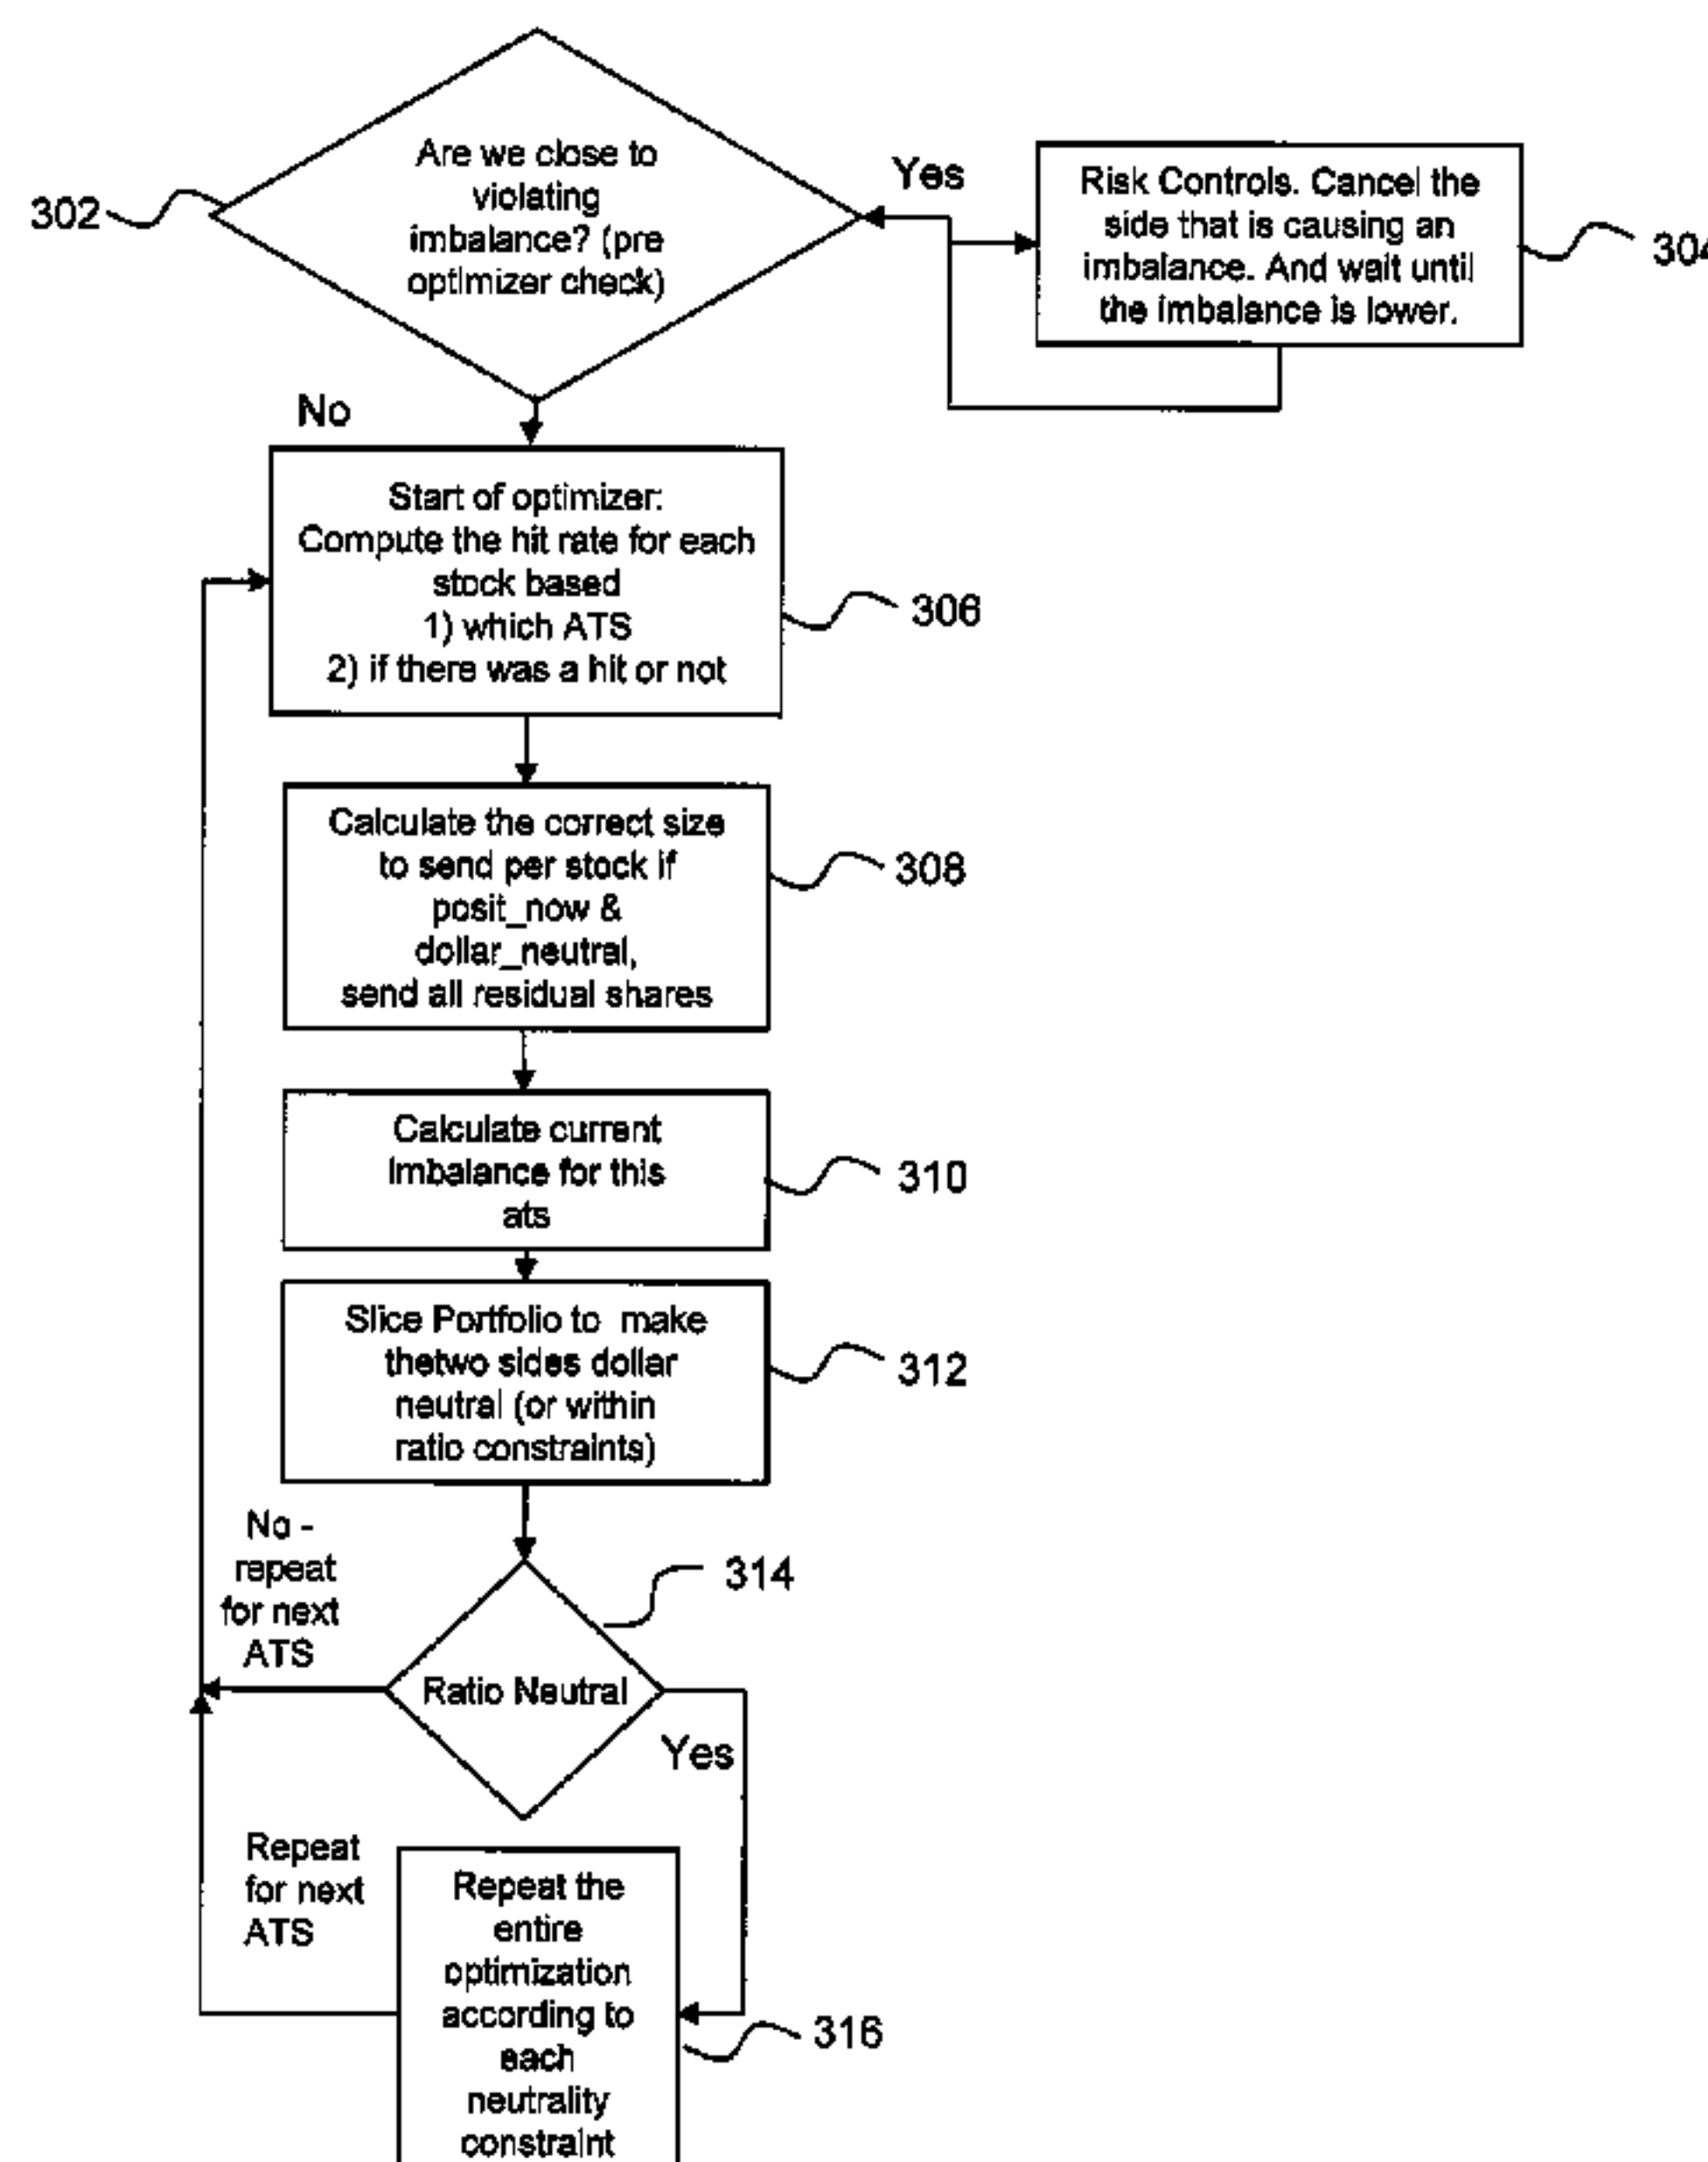 Are we close to
violating
imbalance? (pre
optimizer check)
302
Yes
Risk Controls. Cancel the
side that is causing an
imbalance. And wait until
the imbalance is lower.
304
No
Start of optimizer:
Compute the hit rate for each
stock based
1) which ATS
2) if there was a hit or not
306
Calculate the correct size
to send per stock if
posit_now &
dollar_neutral,
send all residual shares
308
Calculate current
imbalance for this
ats
310
Slice Portfolio to make
thetwo sides dollar
neutral (or within
ratio constraints)
312
No -
repeat
for next
ATS
314
Ratio Neutral
Yes
Repeat
for next
ATS
Repeat the
entire
optimization
according to
each
neutrality
constraint
316